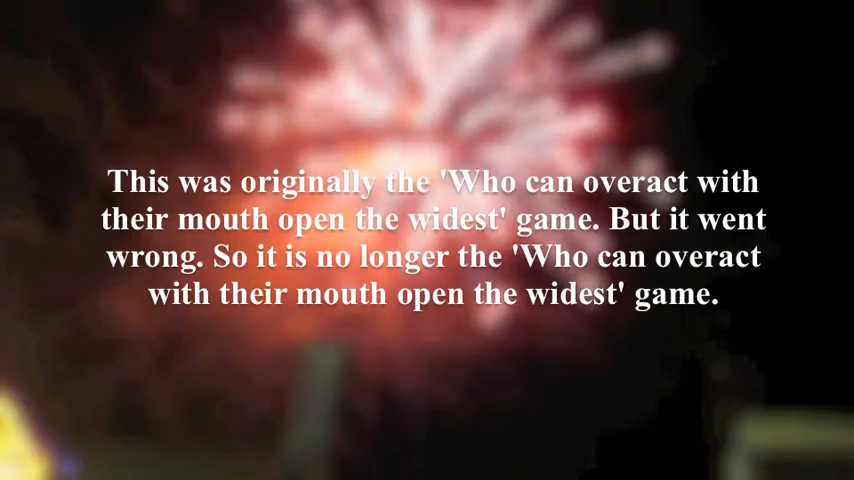 This was originally the 'Who can overact with
their mouth open the widest' game. But it went
wrong. So it is no longer the 'Who can overact
with their mouth open the widest' game.